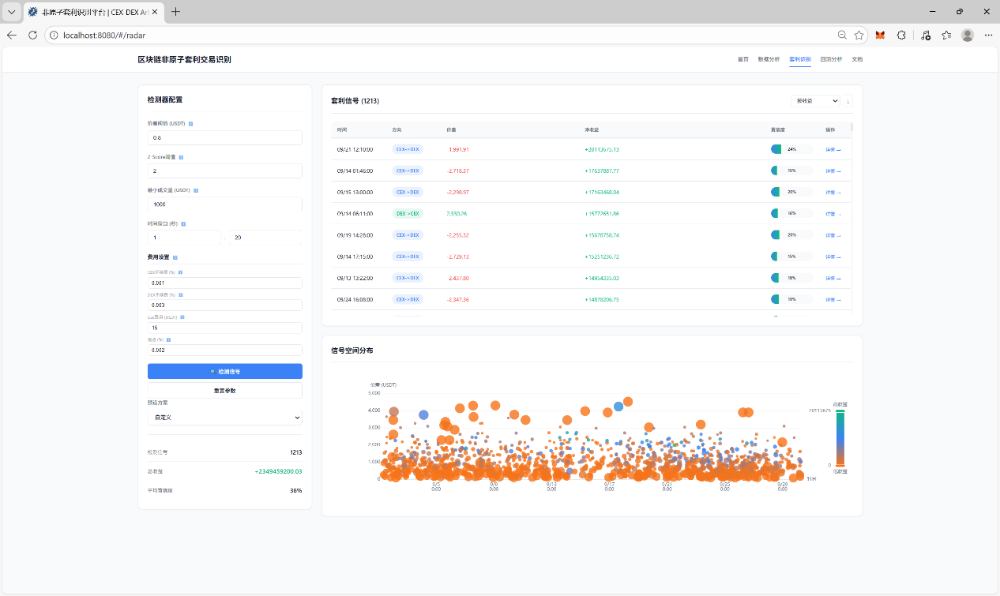 非原子套利识别平台 | CEX-DEX Ar
localhost:8080/#/radar
区块链非原子套利交易识别
首页 数据分析 套利识别 回测分析 文档
检测器配置
价差阈值 (USDT)
0.8
Z-Score阈值
2
最小成交量 (USDT)
1000
时间窗口 (秒)
1 - 20
费用设置
CEX手续费 (%)
0.001
DEX手续费 (%)
0.003
Gas费用 (USDT)
15
滑点 (%)
0.002
检测信号
重置参数
预设方案
自定义
检测信号 1213
总收益 +2349459200.03
平均置信度 36%
套利信号 (1213)
按收益 ↓
时间 方向 价差 净收益 置信度 操作
09/21 12:10:00 CEX->DEX -1,991.91 +20113675.13 24% 详情 →
09/14 01:46:00 CEX->DEX -2,718.37 +17637887.77 15% 详情 →
09/15 13:00:00 CEX->DEX -2,298.97 +17163468.04 20% 详情 →
09/14 06:11:00 DEX->CEX 2,330.26 +15772651.86 16% 详情 →
09/19 14:28:00 CEX->DEX -2,255.32 +15678758.74 20% 详情 →
09/14 17:15:00 CEX->DEX -2,729.13 +15251236.72 15% 详情 →
09/13 13:22:00 CEX->DEX -2,437.80 +14954335.03 18% 详情 →
09/24 16:08:00 CEX->DEX -2,347.36 +14878206.75 19% 详情 →
信号空间分布
价差 (USDT)
5,000
4,000
3,000
2,000
1,000
0
9/5 9/9 9/13 9/17 9/21 9/25 9/29
0:00 0:00 0:00 0:00 0:00 0:00 0:00
时间
高收益
20113675
0
低收益